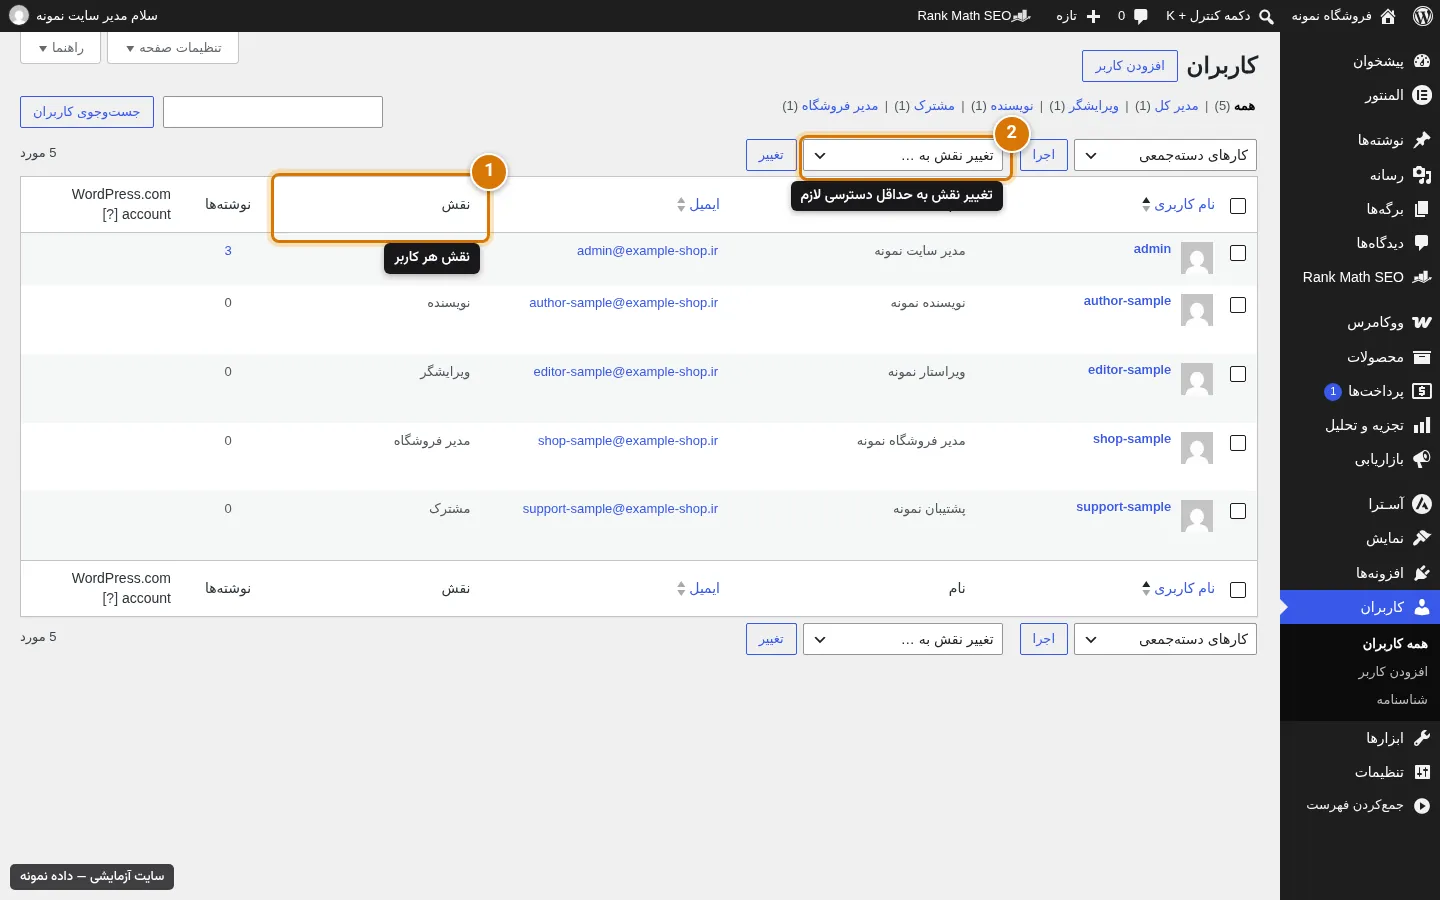 فروشگاه نمونه
دکمه کنترل + K
0
تازه
Rank Math SEO
سلام مدیر سایت نمونه
پیشخوان
المنتور
نوشته‌ها
رسانه
برگه‌ها
دیدگاه‌ها
Rank Math SEO
ووکامرس
محصولات
پرداخت‌ها 1
تجزیه و تحلیل
بازاریابی
آسـترا
نمایش
افزونه‌ها
کاربران
همه کاربران
افزودن کاربر
شناسنامه
ابزارها
تنظیمات
جمع‌کردن فهرست
تنظیمات صفحه
راهنما
کاربران
افزودن کاربر
همه (5) | مدیر کل (1) | ویرایشگر (1) | نویسنده (1) | مشترک (1) | مدیر فروشگاه (1)
جست‌وجوی کاربران
کارهای دسته‌جمعی
اجرا
2
تغییر نقش به …
تغییر
5 مورد
تغییر نقش به حداقل دسترسی لازم
نام کاربری
ایمیل
1
نقش
نوشته‌ها
WordPress.com
account [?]
نقش هر کاربر
admin مدیر سایت نمونه admin@example-shop.ir 3
author-sample نویسنده نمونه author-sample@example-shop.ir نویسنده 0
editor-sample ویراستار نمونه editor-sample@example-shop.ir ویرایشگر 0
shop-sample مدیر فروشگاه نمونه shop-sample@example-shop.ir مدیر فروشگاه 0
support-sample پشتیبان نمونه support-sample@example-shop.ir مشترک 0
نام کاربری
نام
ایمیل
نقش
نوشته‌ها
WordPress.com
account [?]
کارهای دسته‌جمعی
اجرا
تغییر نقش به …
تغییر
5 مورد
سایت آزمایشی — داده نمونه